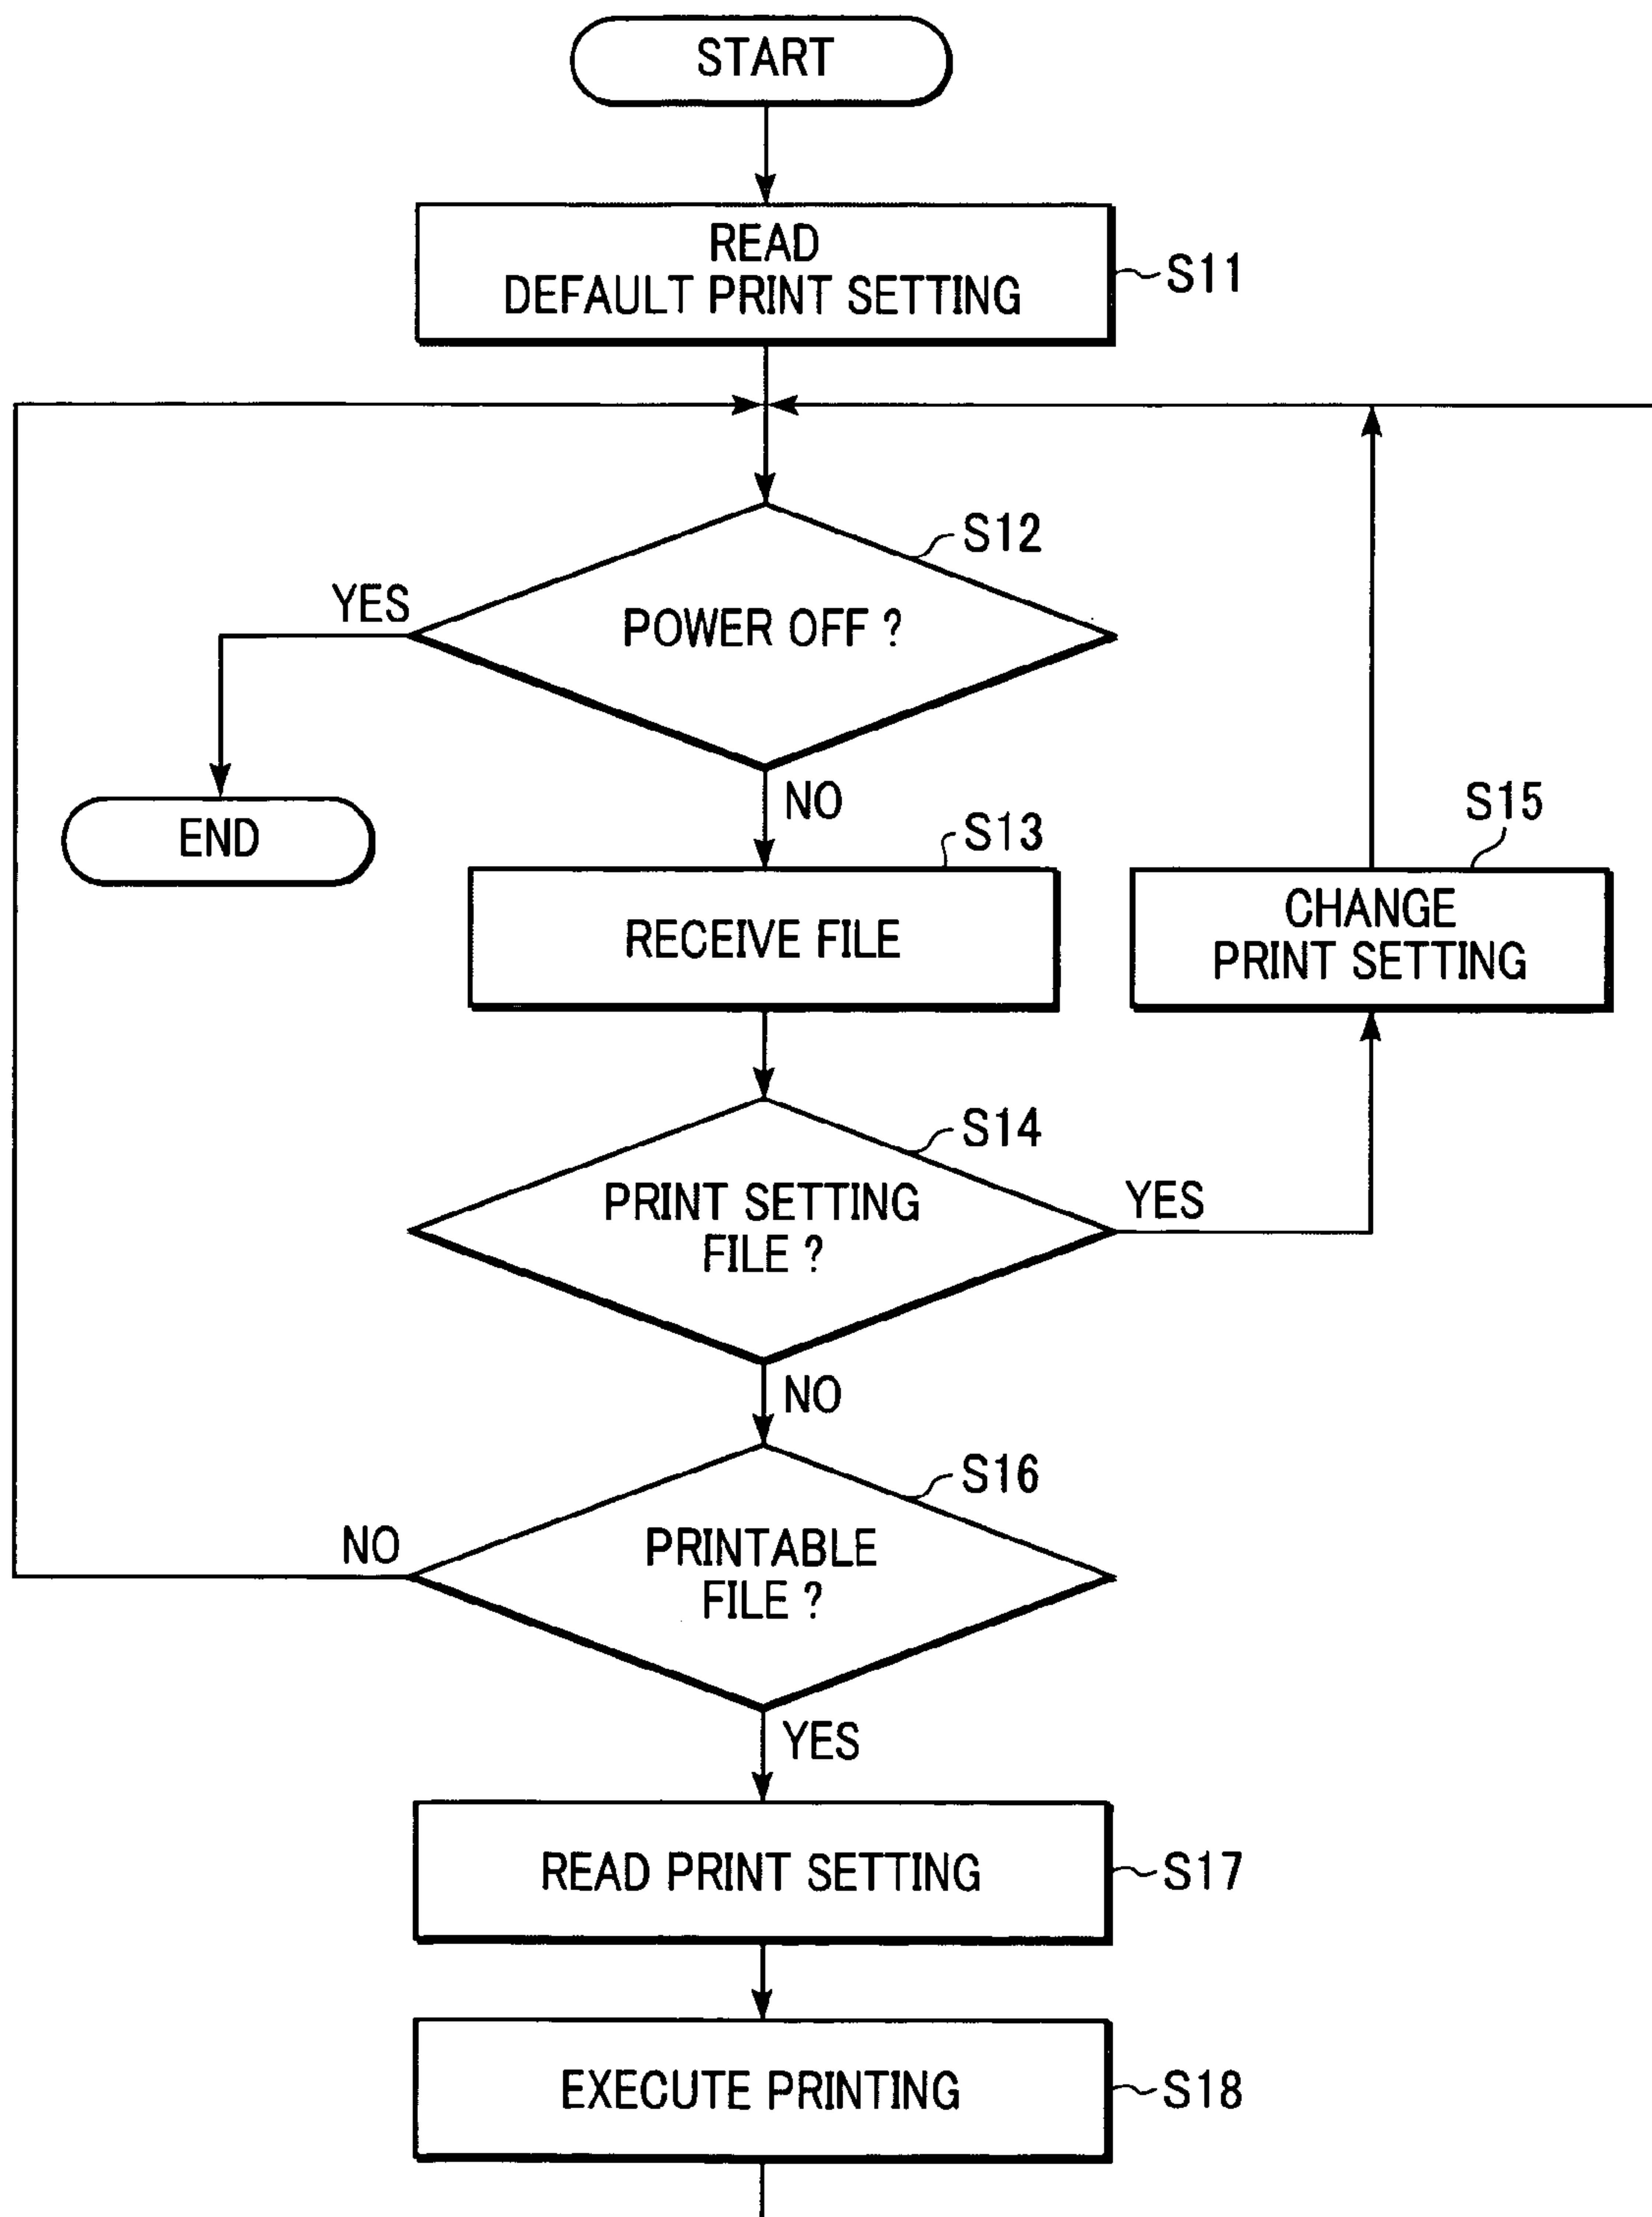 START
READ
DEFAULT PRINT SETTING
S11
S12
YES
POWER OFF ?
NO
END
S13
RECEIVE FILE
S15
CHANGE
PRINT SETTING
S14
PRINT SETTING
FILE ?
YES
NO
S16
NO
PRINTABLE
FILE ?
YES
READ PRINT SETTING
S17
EXECUTE PRINTING
S18